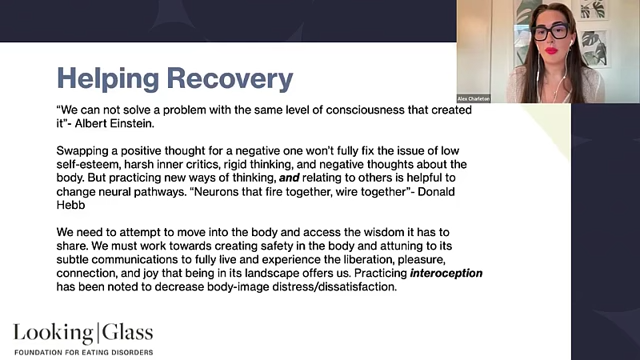 Helping Recovery
“We can not solve a problem with the same level of consciousness that created
it”- Albert Einstein.
Swapping a positive thought for a negative one won’t fully fix the issue of low
self-esteem, harsh inner critics, rigid thinking, and negative thoughts about the
body. But practicing new ways of thinking, and relating to others is helpful to
change neural pathways. “Neurons that fire together, wire together”- Donald
Hebb
We need to attempt to move into the body and access the wisdom it has to
share. We must work towards creating safety in the body and attuning to its
subtle communications to fully live and experience the liberation, pleasure,
connection, and joy that being in its landscape offers us. Practicing interoception
has been noted to decrease body-image distress/dissatisfaction.
Looking|Glass
FOUNDATION FOR EATING DISORDERS
Alex Charleton